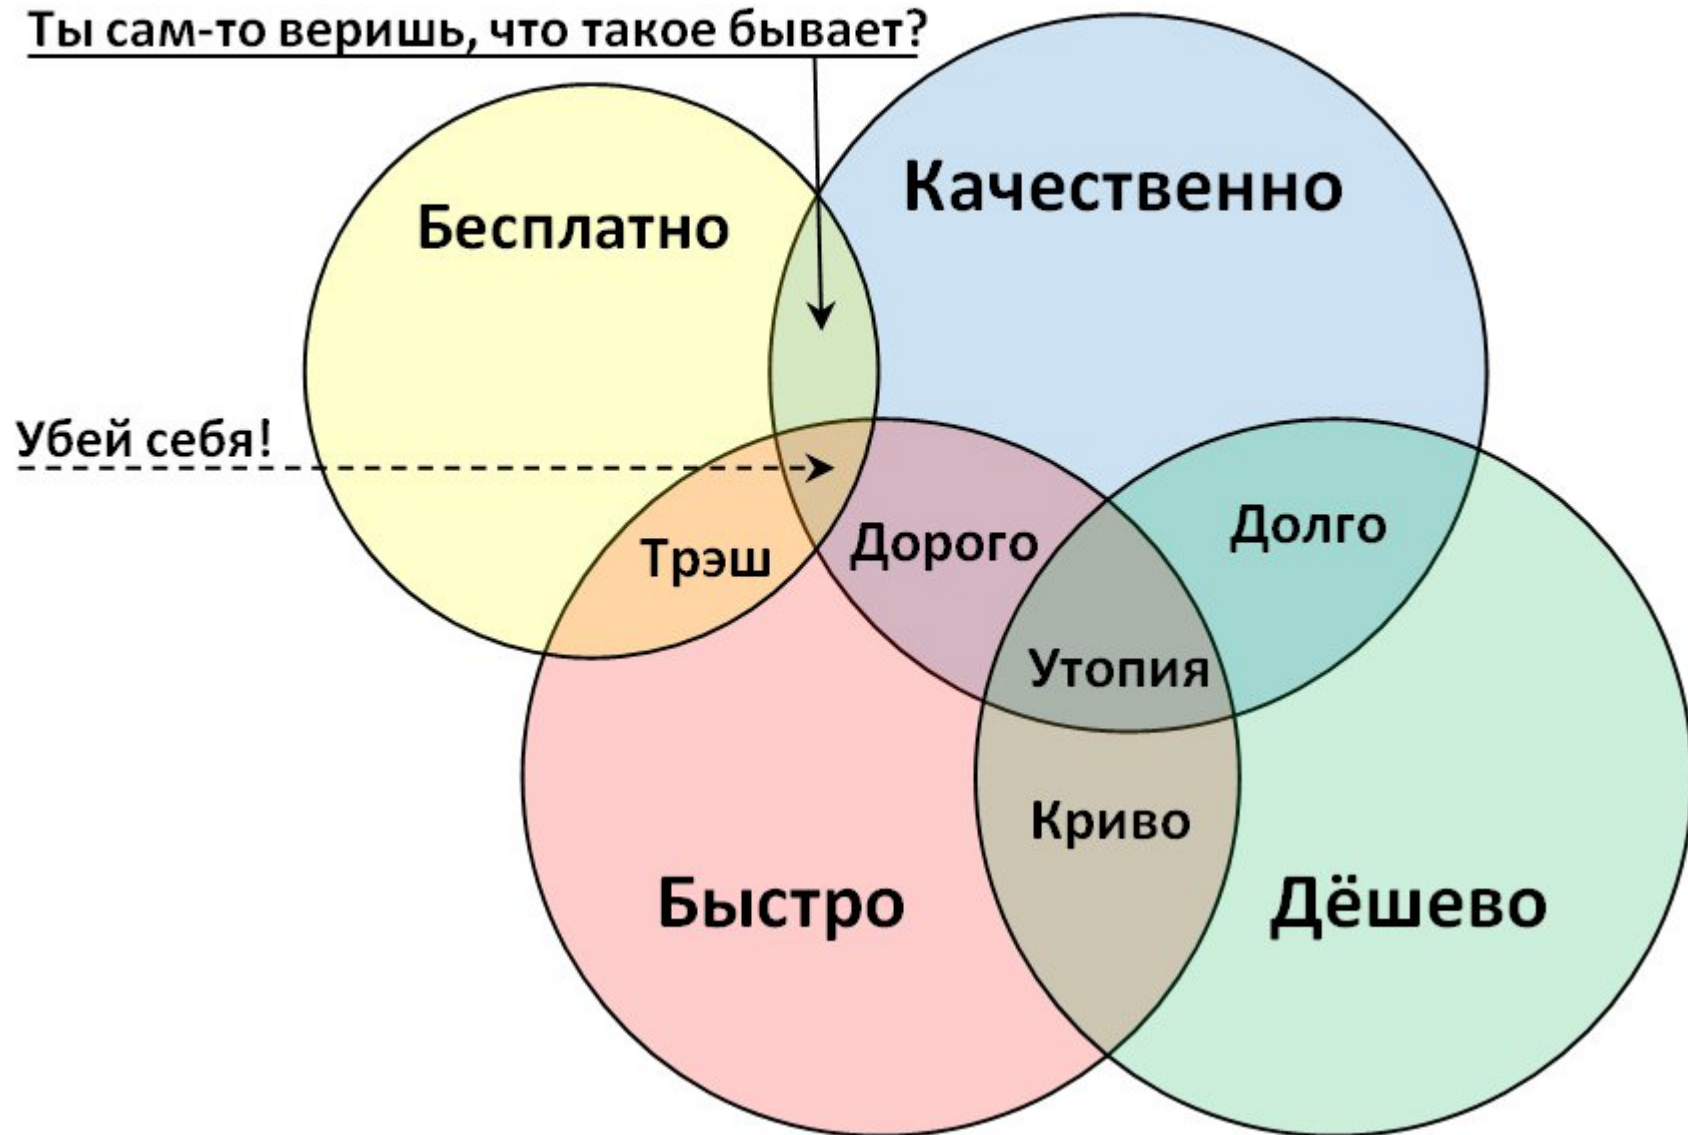 Ты сам-то веришь, что такое бывает?
Качественно
Бесплатно
Убей себя!
Трэш
Дорого
Долго
Утопия
Криво
Быстро
Дёшево